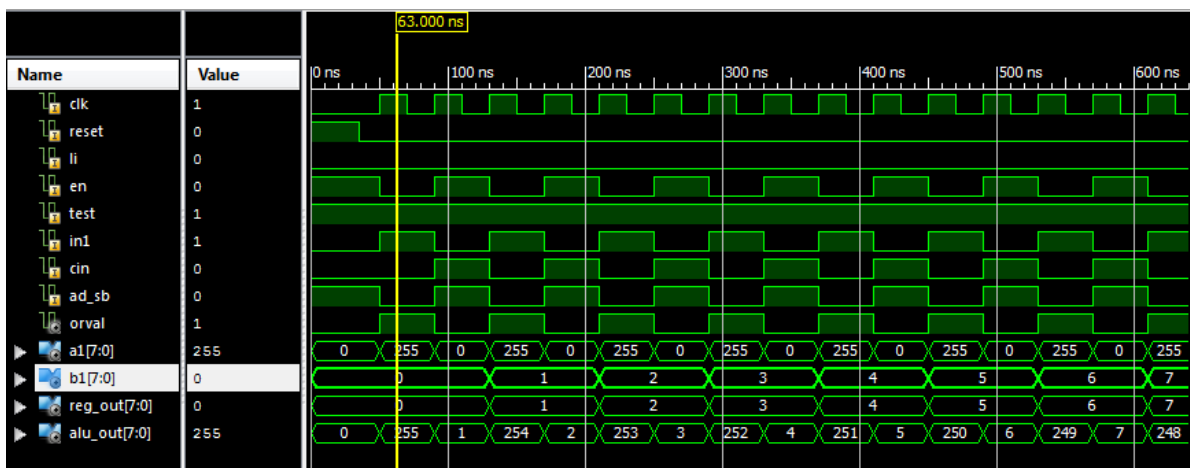 63.000 ns
Name Value 0 ns 100 ns 200 ns 300 ns 400 ns 500 ns 600 ns
clk 1
reset 0
li 0
en 0
test 1
in1 1
cin 0
ad_sb 0
orval 1
a1[7:0] 255 0 255 0 255 0 255 0 255 0 255 0 255 0 255 0 255
b1[7:0] 0 0 1 2 3 4 5 6 7
reg_out[7:0] 0 0 1 2 3 4 5 6 7
alu_out[7:0] 255 0 255 1 254 2 253 3 252 4 251 5 250 6 249 7 248